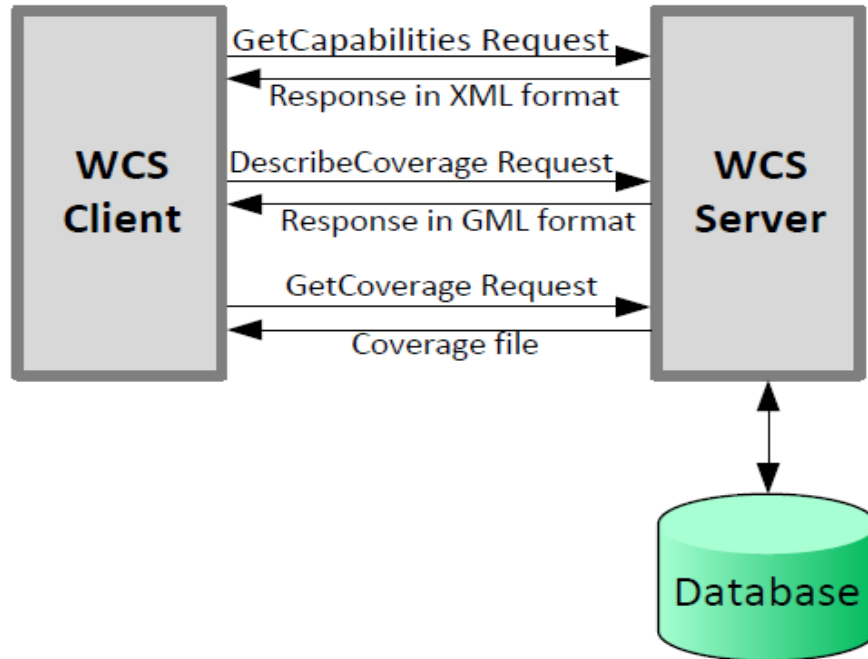 GetCapabilities Request
Response in XML format
WCS
Client
DescribeCoverage Request
WCS
Server
Response in GML format
GetCoverage Request
Coverage file
Database